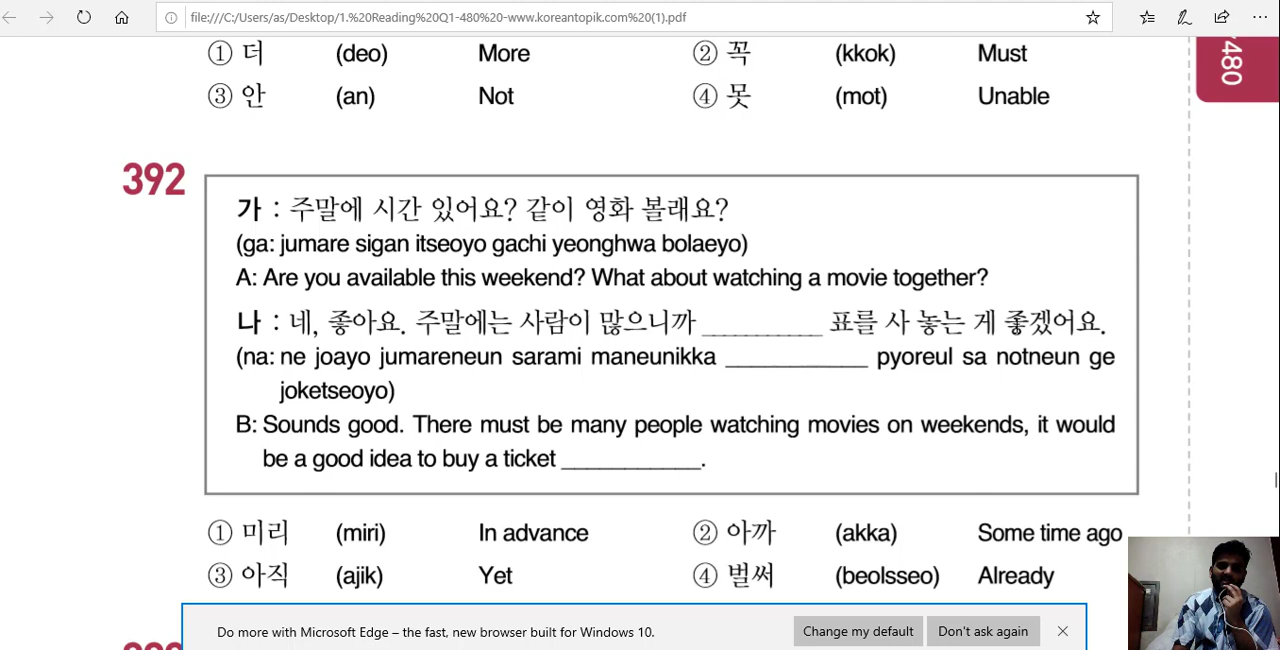 file:///C:/Users/as/Desktop/1.%20Reading%20Q1-480%20-www.koreantopik.com%20(1).pdf
① 더 (deo) More ② 꼭 (kkok) Must
③ 안 (an) Not ④ 못 (mot) Unable
480
392
가 : 주말에 시간 있어요? 같이 영화 볼래요?
(ga: jumare sigan itseoyo gachi yeonghwa bolaeyo)
A: Are you available this weekend? What about watching a movie together?
나 : 네, 좋아요. 주말에는 사람이 많으니까 __________ 표를 사 놓는 게 좋겠어요.
(na: ne joayo jumareneun sarami maneunikka __________ pyoreul sa notneun ge
joketseoyo)
B: Sounds good. There must be many people watching movies on weekends, it would
be a good idea to buy a ticket __________.
① 미리 (miri) In advance ② 아까 (akka) Some time ago
③ 아직 (ajik) Yet ④ 벌써 (beolsseo) Already
Do more with Microsoft Edge – the fast, new browser built for Windows 10.
Change my default
Don't ask again